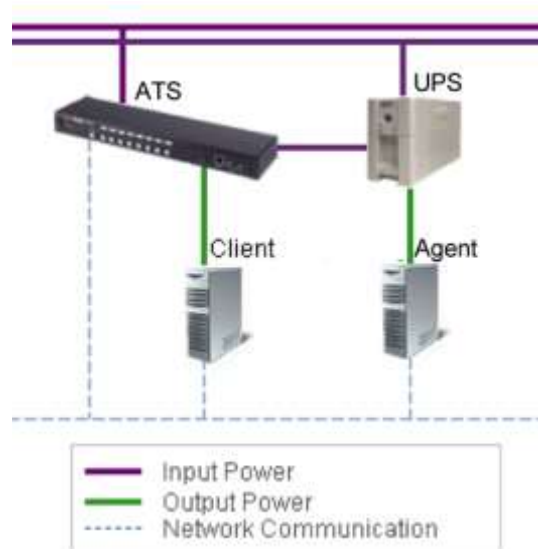 ATS
UPS
Client
Agent
Input Power
Output Power
Network Communication